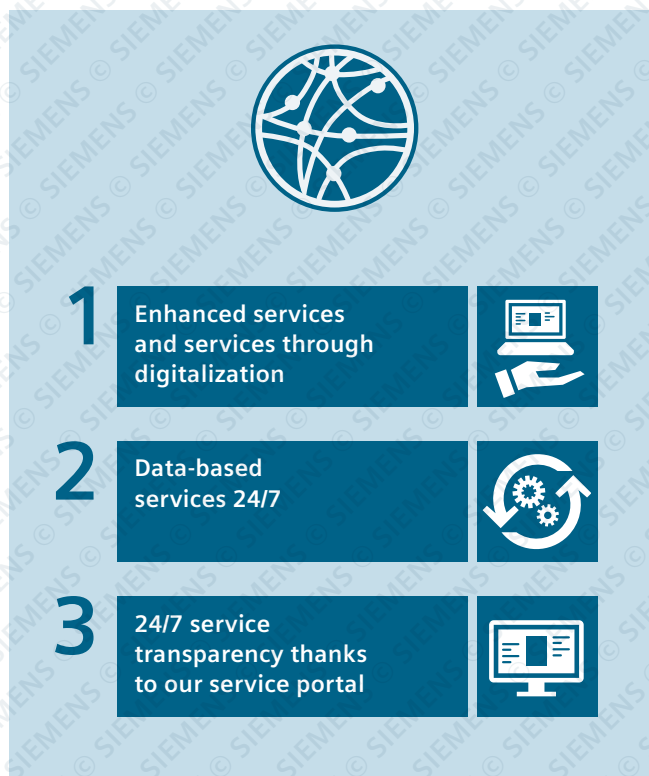 1
Enhanced services
and services through
digitalization
2
Data-based
services 24/7
3
24/7 service
transparency thanks
to our service portal
© SIEMENS